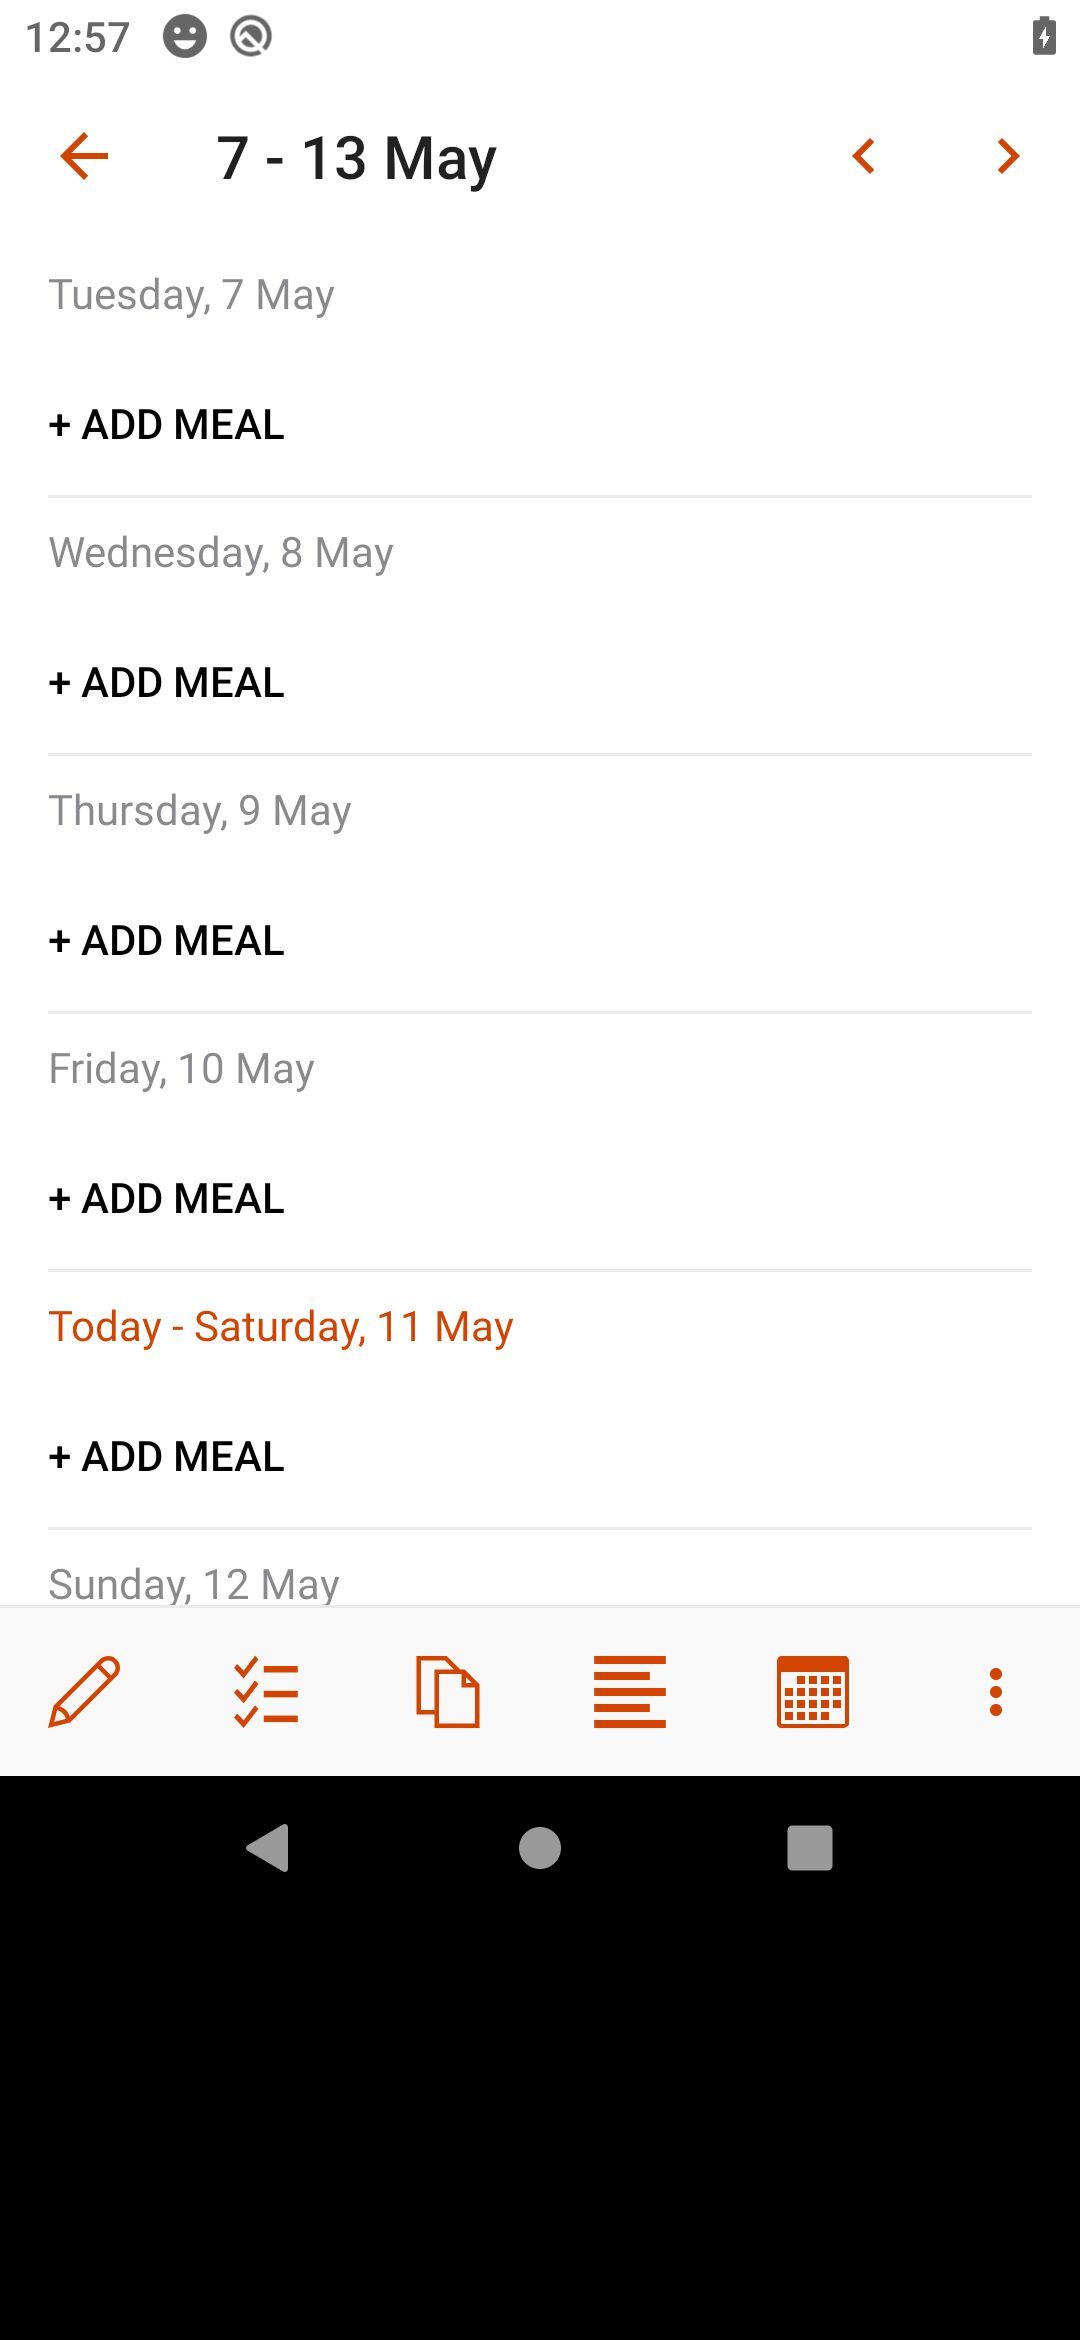 12:57
7 - 13 May
Tuesday, 7 May
+ ADD MEAL
Wednesday, 8 May
+ ADD MEAL
Thursday, 9 May
+ ADD MEAL
Friday, 10 May
+ ADD MEAL
Today - Saturday, 11 May
+ ADD MEAL
Sunday, 12 May